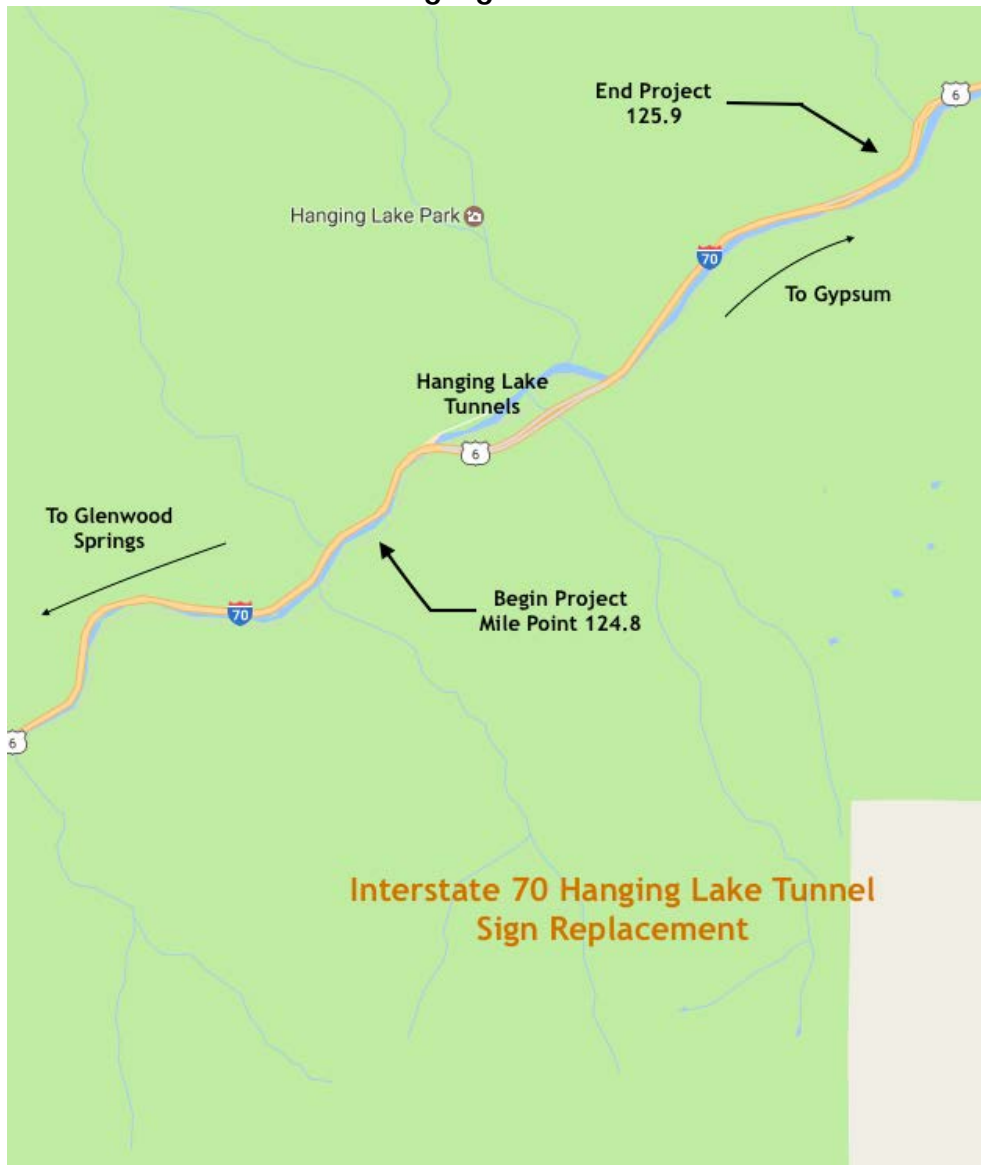 End Project
125.9
6
Hanging Lake Park
70
To Gypsum
Hanging Lake
Tunnels
6
To Glenwood
Springs
Begin Project
Mile Point 124.8
70
6
Interstate 70 Hanging Lake Tunnel
Sign Replacement